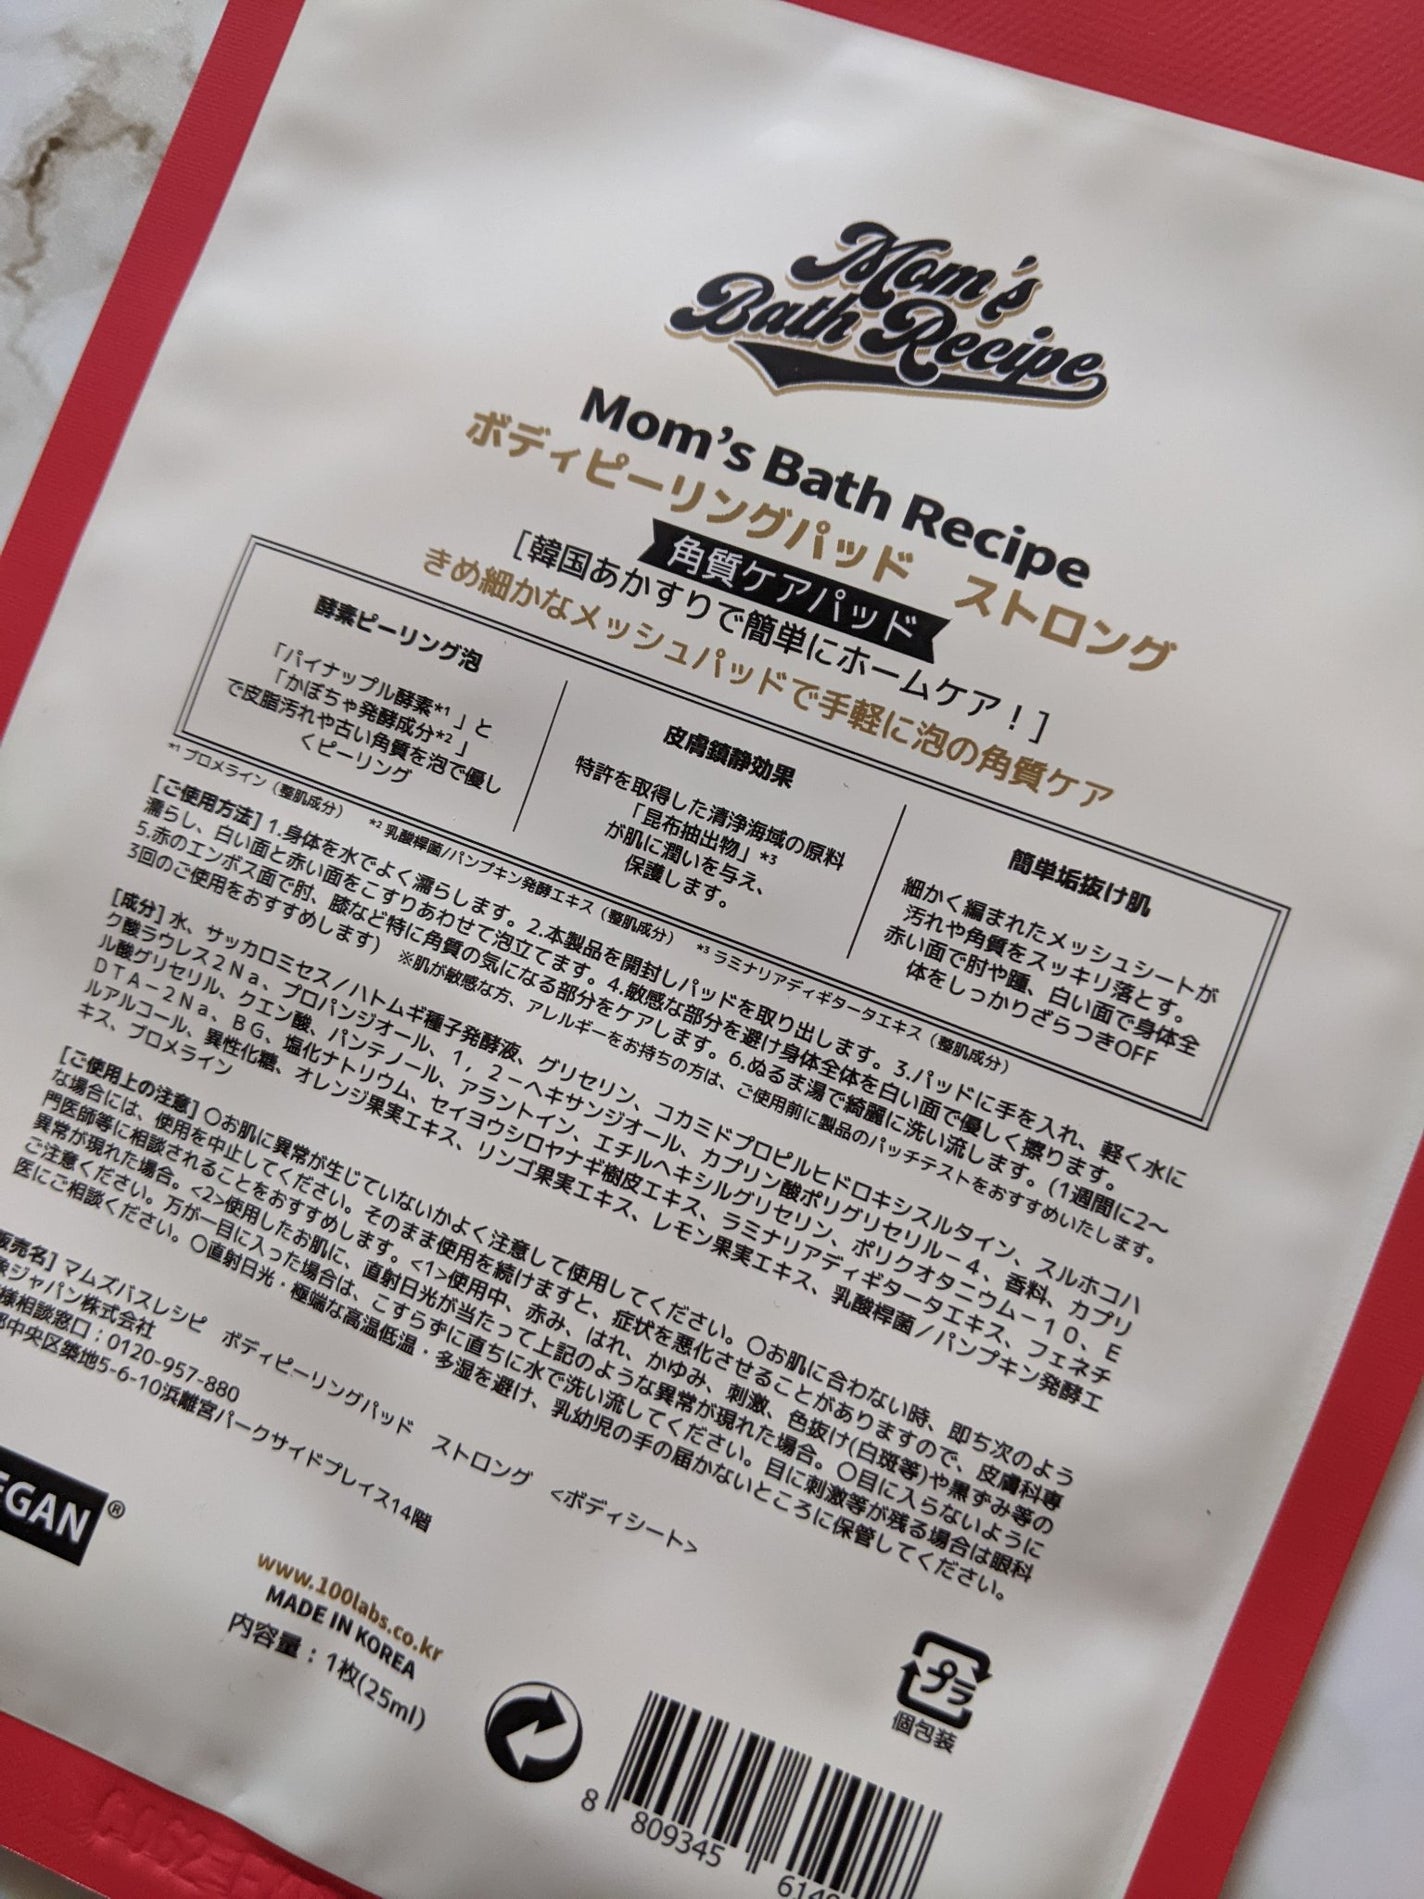 Mom's
Bath Recipe
Mom's Bath Recipe
ボディピーリングパッド ストロング
角質ケアパッド
[韓国あかすりで簡単にホームケア！]
きめ細かなメッシュパッドで手軽に泡の角質ケア
酵素ピーリング泡
「パイナップル酵素*1」と
「かぼちゃ発酵成分*2」
で皮脂汚れや古い角質を泡で優し
くピーリング
皮膚鎮静効果
特許を取得した清浄海域の原料
「昆布抽出物」*3
が肌に潤いを与え、
保護します。
簡単垢抜け肌
細かく編まれたメッシュシートが
汚れや角質をスッキリ落とす。
赤い面で肘や踵、白い面で身体全
体をしっかりざらつきOFF
*1 ブロメライン（整肌成分） *2 乳酸桿菌/パンプキン発酵エキス（整肌成分） *3 ラミナリアディギタータエキス（整肌成分）
[ご使用方法] 1.身体を水でよく濡らします。2.本製品を開封しパッドを取り出します。3.パッドに手を入れ、軽く水に
濡らし、白い面と赤い面をこすりあわせて泡立てます。4.敏感な部分を避け身体全体を白い面で優しく擦ります。
5.赤のエンボス面で肘、膝など特に角質の気になる部分をケアします。6.ぬるま湯で綺麗に洗い流します。(1週間に2〜
3回のご使用をおすすめします) ※肌が敏感な方、アレルギーをお持ちの方は、ご使用前に製品のパッチテストをおすすめいたします。
[成分] 水、サッカロミセス／ハトムギ種子発酵液、グリセリン、コカミドプロピルヒドロキシスルタイン、スルホコハ
ク酸ラウレス２Ｎａ、プロパンジオール、１，２－ヘキサンジオール、カプリン酸ポリグリセリル－４、香料、カプリ
ル酸グリセリル、クエン酸、パンテノール、アラントイン、エチルヘキシルグリセリン、ポリクオタニウム－１０、Ｅ
ＤＴＡ－２Ｎａ、ＢＧ、塩化ナトリウム、セイヨウシロヤナギ樹皮エキス、ラミナリアディギタータエキス、フェネチ
ルアルコール、異性化糖、オレンジ果実エキス、リンゴ果実エキス、レモン果実エキス、乳酸桿菌／パンプキン発酵エ
キス、ブロメライン
[ご使用上の注意] 〇お肌に異常が生じていないかよく注意して使用してください。〇お肌に合わない時、即ち次のよう
な場合には、使用を中止してください。そのまま使用を続けますと、症状を悪化させることがありますので、皮膚科専
門医師等に相談されることをおすすめします。<1>使用中、赤み、はれ、かゆみ、刺激、色抜け(白斑等)や黒ずみ等の
異常が現れた場合。<2>使用したお肌に、直射日光が当たって上記のような異常が現れた場合。〇目に入らないように
ご注意ください。万が一目に入った場合は、こすらずに直ちに水で洗い流してください。目に刺激等が残る場合は眼科
医にご相談ください。〇直射日光・極端な高温低温・多湿を避け、乳幼児の手の届かないところに保管してください。
販売名] マムズバスレシピ ボディピーリングパッド ストロング <ボディシート>
ジャパン株式会社
様相談窓口：0120-957-880
都中央区築地5-6-10浜離宮パークサイドプレイス14階
EGAN®
www.100labs.co.kr
MADE IN KOREA
内容量：1枚(25ml)
プラ
個包装
8 809345 614